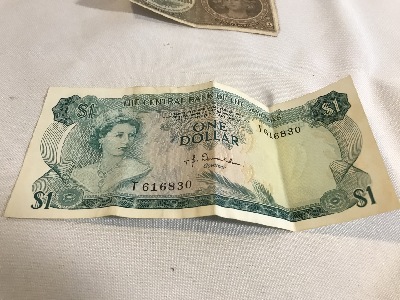 $1 THE CENTRAL BANK OF THE $1
ONE
DOLLAR
T 616830
T 616830
$1 $1